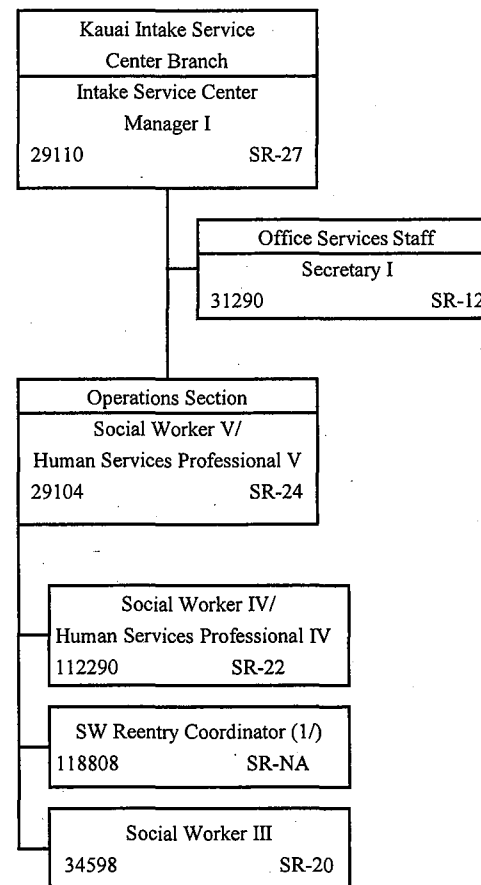 Kauai Intake Service
Center Branch
Intake Service Center
Manager I
29110 SR-27
Office Services Staff
Secretary I
31290 SR-12
Operations Section
Social Worker V/
Human Services Professional V
29104 SR-24
Social Worker IV/
Human Services Professional IV
112290 SR-22
SW Reentry Coordinator (1/)
118808 SR-NA
Social Worker III
34598 SR-20